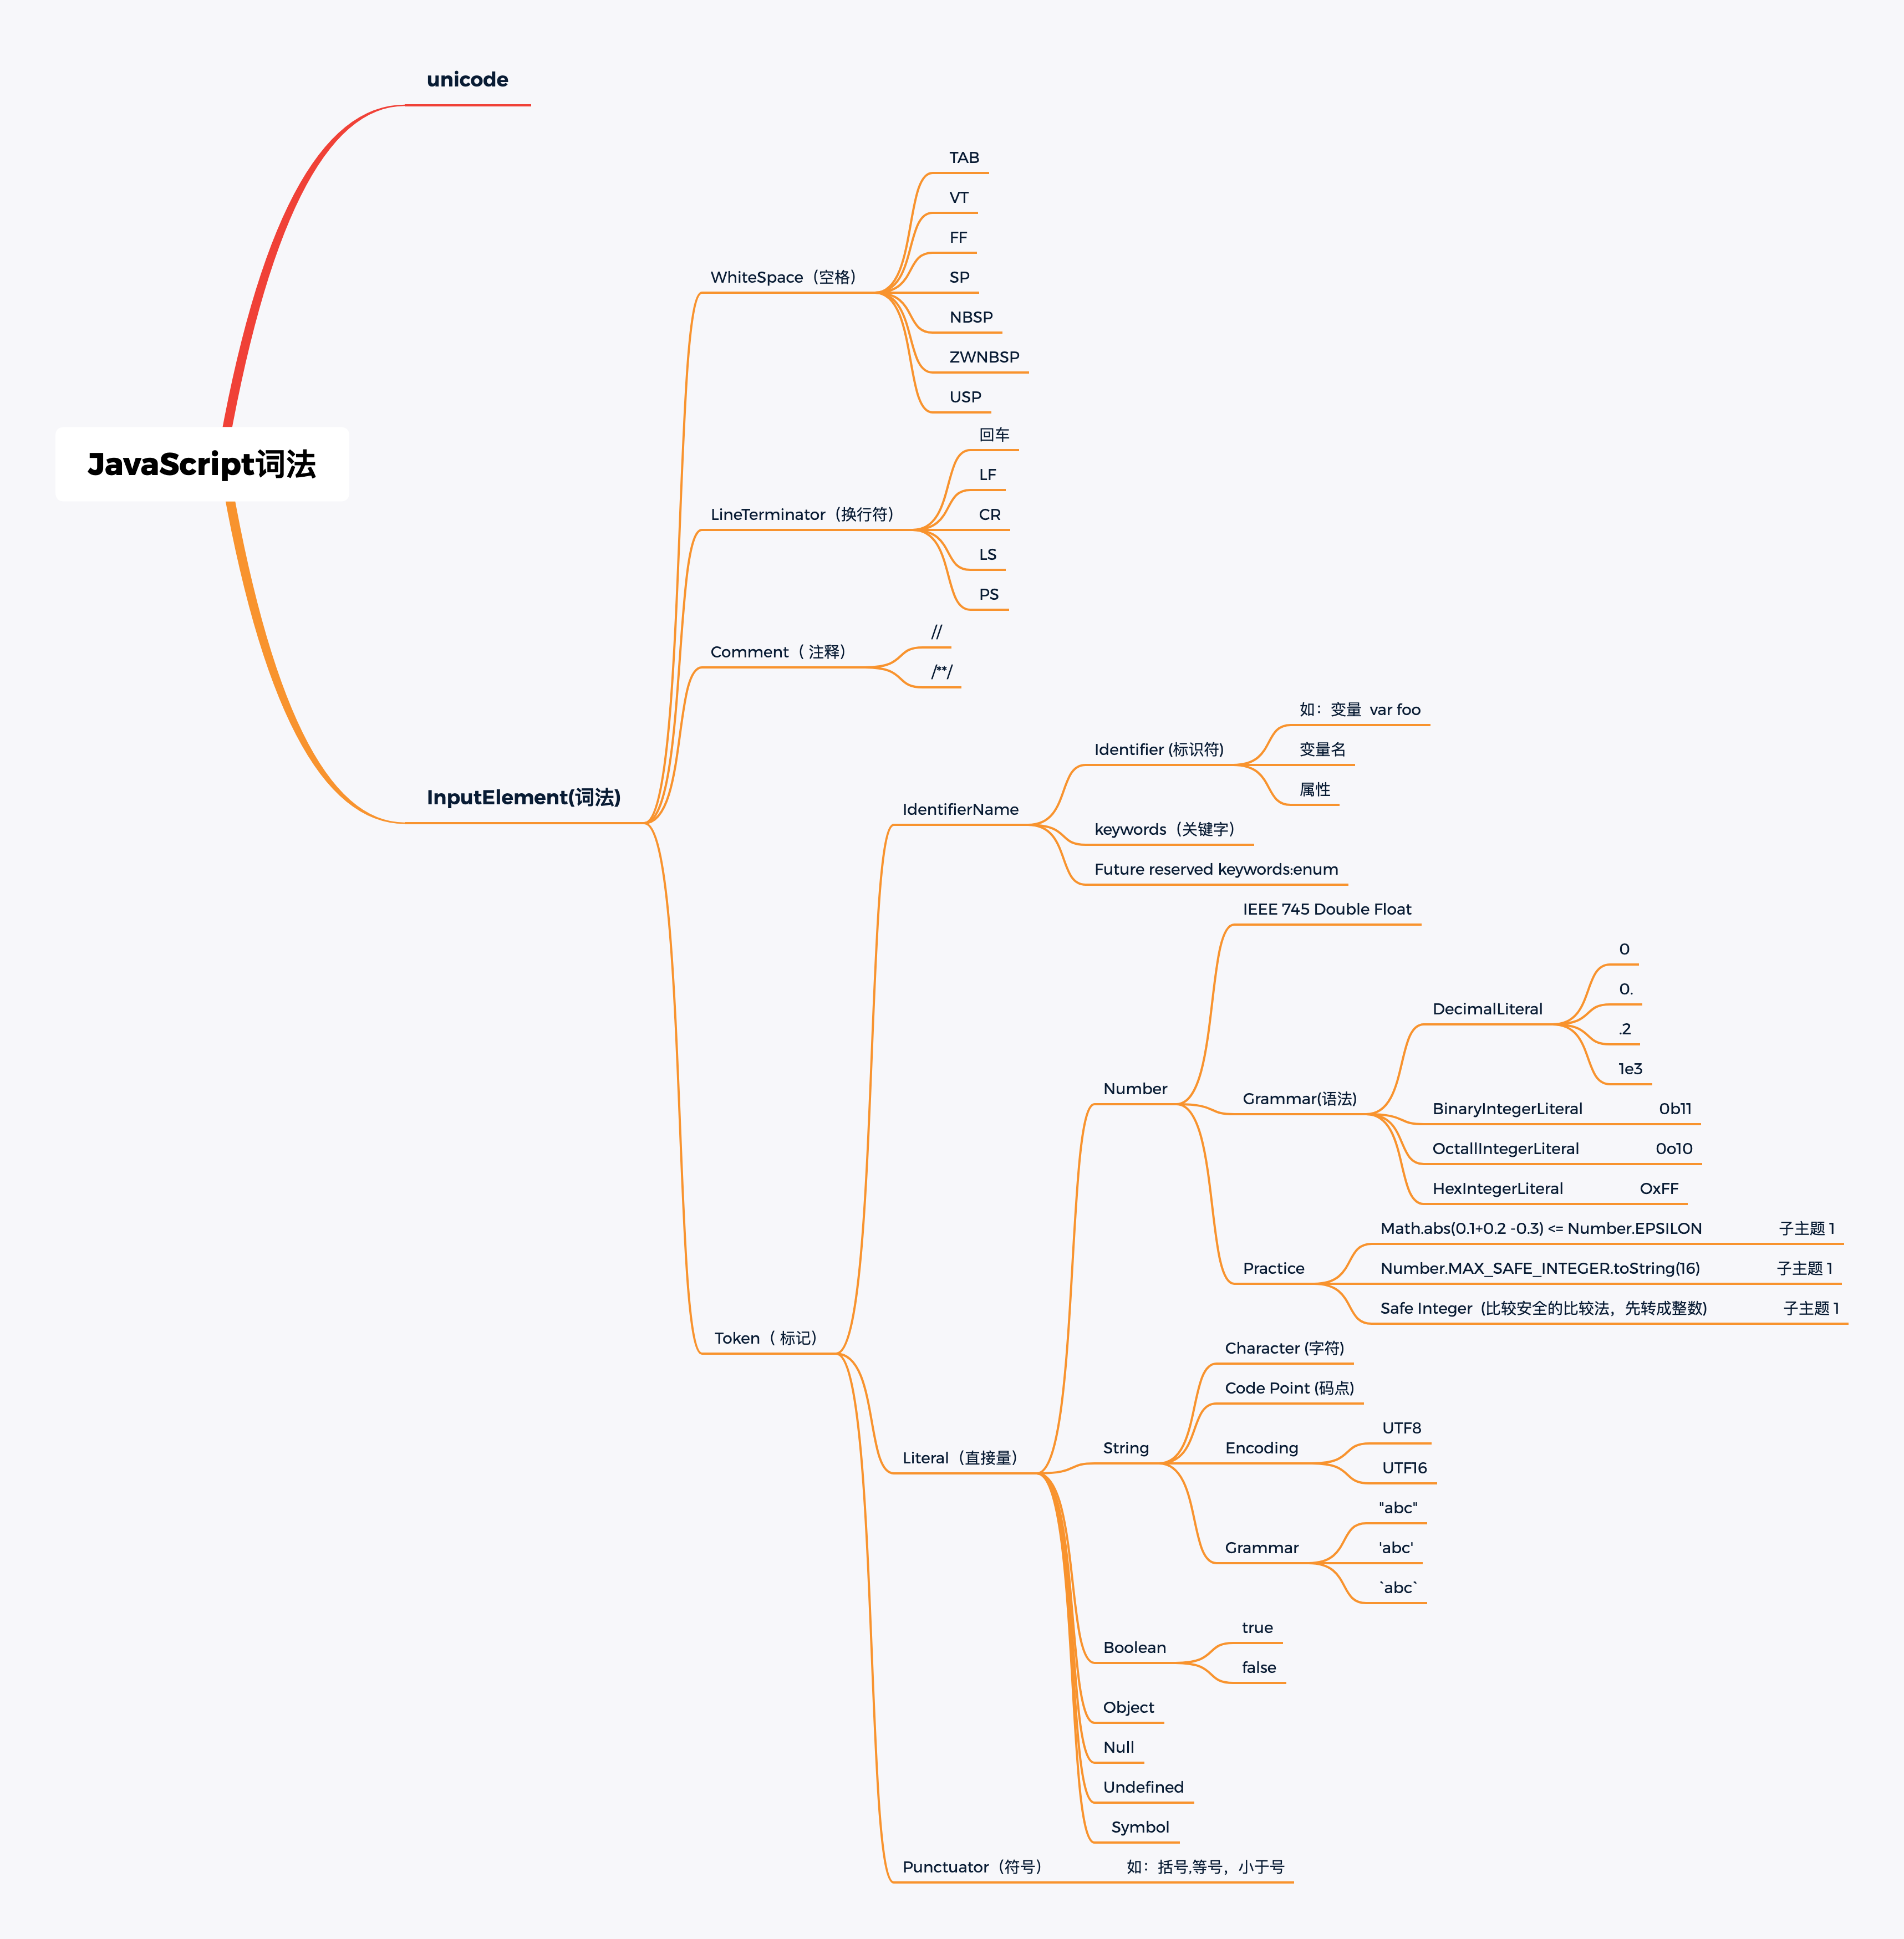 unicode
TAB
VT
FF
WhiteSpace（空格）
SP
NBSP
ZWNBSP
USP
回车
JavaScript词法
LF
LineTerminator（换行符）
CR
LS
PS
//
Comment（ 注释）
/**/
如：变量  var foo
Identifier (标识符)
变量名
属性
InputElement(词法)
IdentifierName
keywords（关键字）
Future reserved keywords:enum
IEEE 745 Double Float
0
0.
DecimalLiteral
.2
1e3
Number
Grammar(语法)
BinaryIntegerLiteral
0b11
OctallIntegerLiteral
0o10
HexIntegerLiteral
OxFF
Math.abs(0.1+0.2 -0.3) <= Number.EPSILON
子主题 1
Practice
Number.MAX_SAFE_INTEGER.toString(16)
子主题 1
Safe Integer  (比较安全的比较法，先转成整数)
子主题 1
Token（ 标记）
Character (字符)
Code Point (码点)
Literal（直接量）
String
Encoding
UTF8
UTF16
"abc"
Grammar
'abc'
`abc`
true
Boolean
false
Object
Null
Undefined
Symbol
Punctuator（符号）
如：括号,等号，小于号